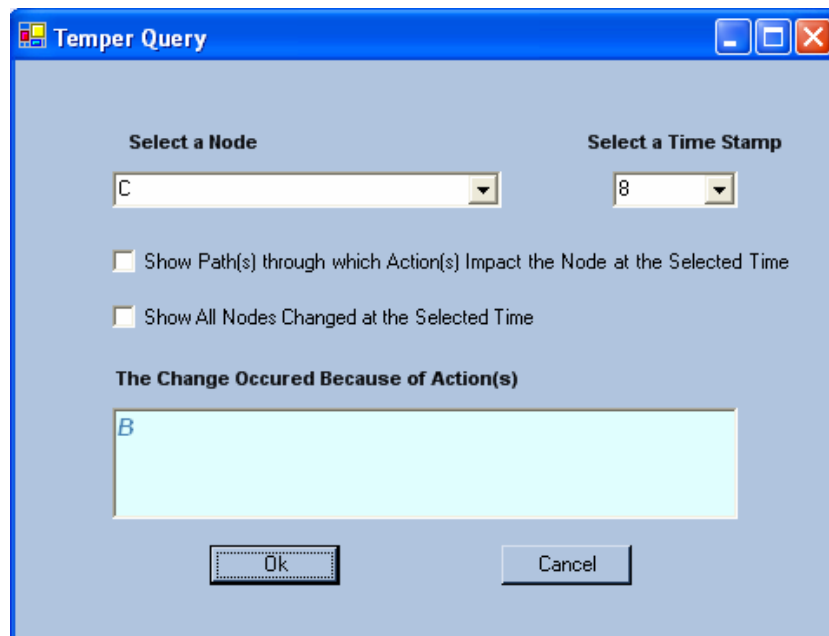 Temper Query
Select a Node Select a Time Stamp
C 8
Show Path(s) through which Action(s) Impact the Node at the Selected Time
Show All Nodes Changed at the Selected Time
The Change Occured Because of Action(s)
B
Ok Cancel